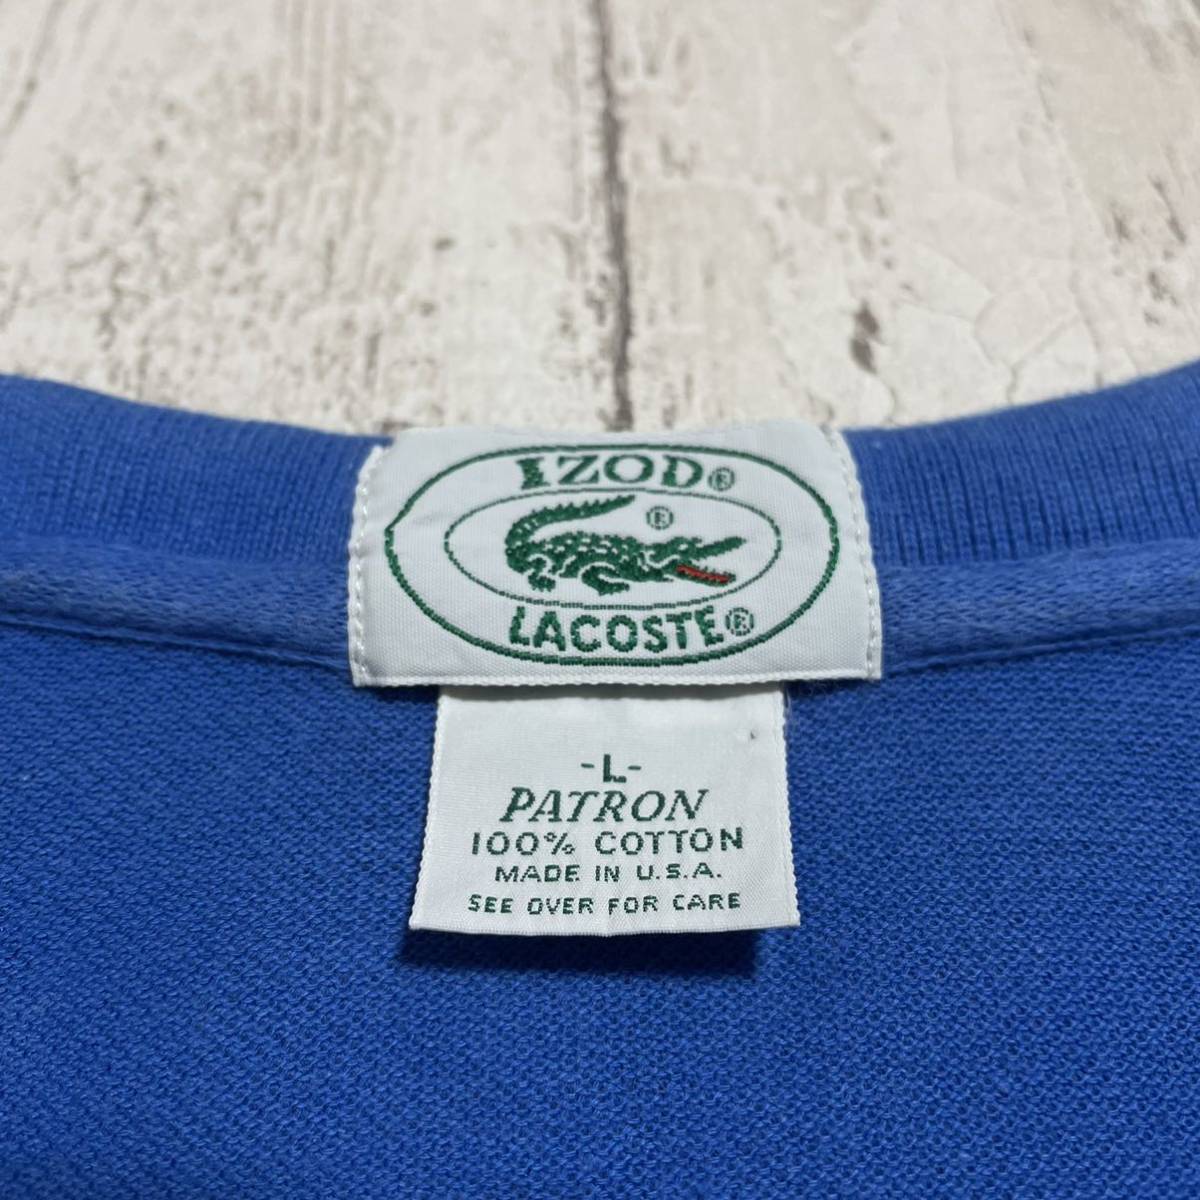 IZOD®
®
LACOSTE®
-L-
PATRON
100% COTTON
MADE IN U.S.A.
SEE OVER FOR CARE